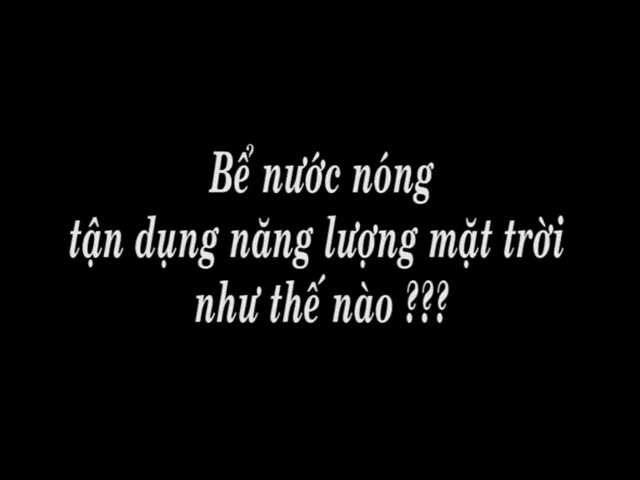 Bể nước nóng
tận dụng năng lượng mặt trời
như thế nào ???